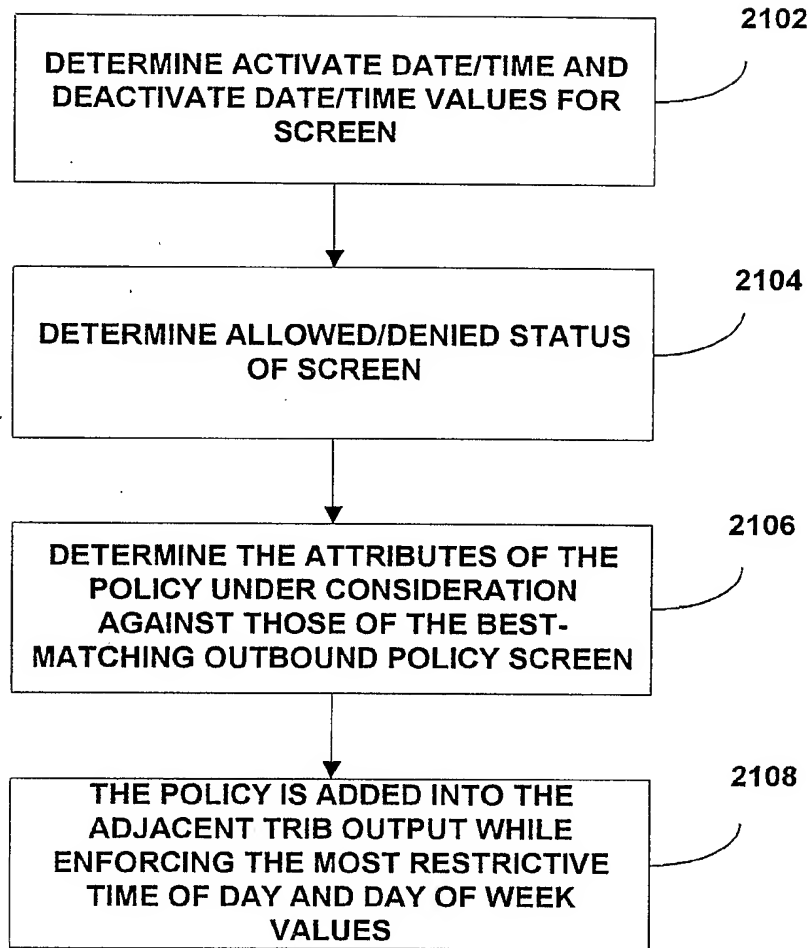 2102
DETERMINE ACTIVATE DATE/TIME AND
DEACTIVATE DATE/TIME VALUES FOR
SCREEN
2104
DETERMINE ALLOWED/DENIED STATUS
OF SCREEN
2106
DETERMINE THE ATTRIBUTES OF THE
POLICY UNDER CONSIDERATION
AGAINST THOSE OF THE BEST-
MATCHING OUTBOUND POLICY SCREEN
2108
THE POLICY IS ADDED INTO THE
ADJACENT TRIB OUTPUT WHILE
ENFORCING THE MOST RESTRICTIVE
TIME OF DAY AND DAY OF WEEK
VALUES